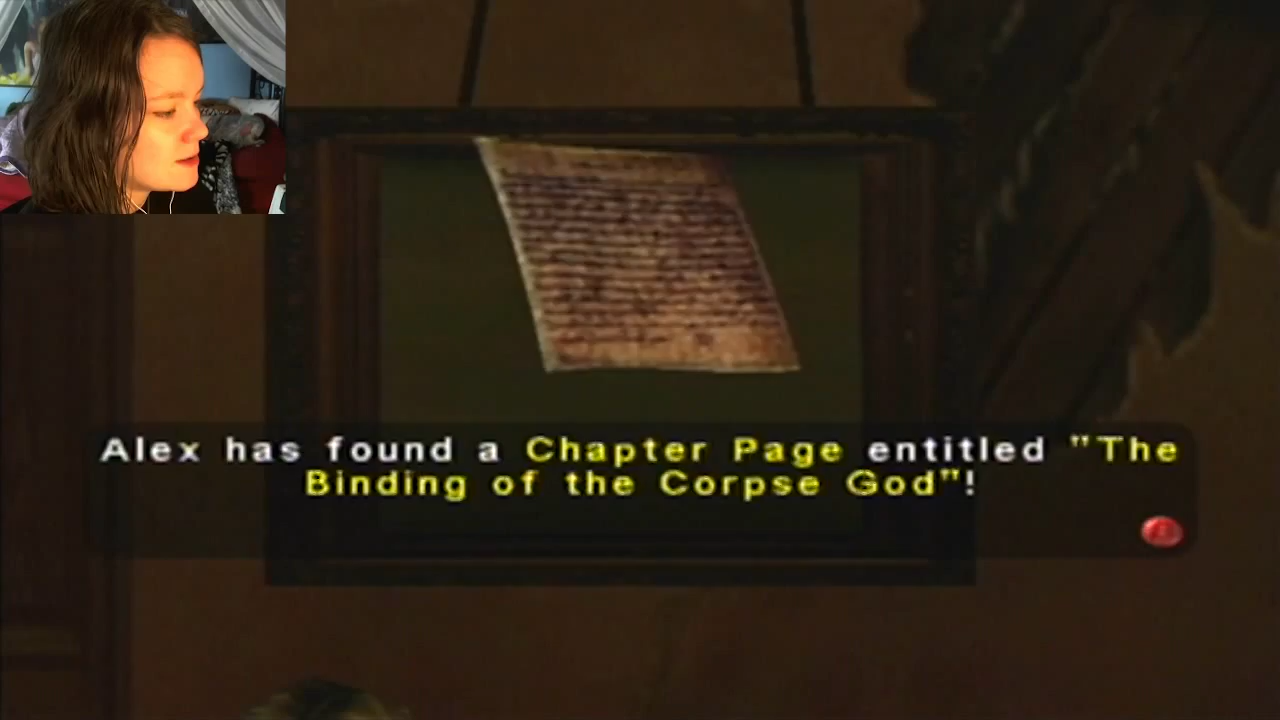 Alex has found a Chapter Page entitled "The
Binding of the Corpse God"!